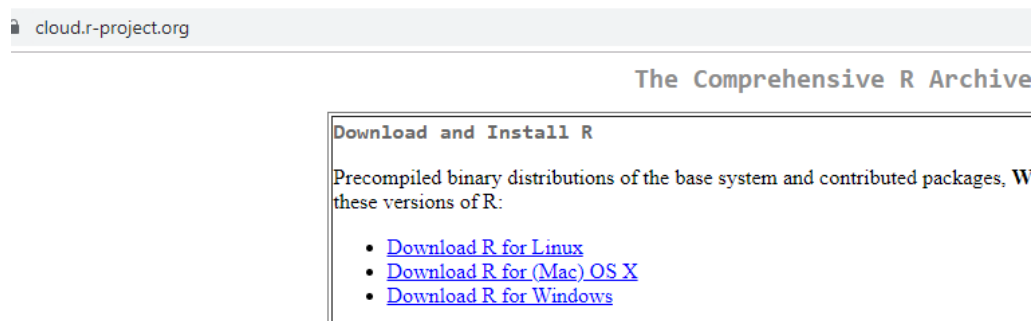 cloud.r-project.org
The Comprehensive R Archive
Download and Install R
Precompiled binary distributions of the base system and contributed packages, W
these versions of R:
• Download R for Linux
• Download R for (Mac) OS X
• Download R for Windows